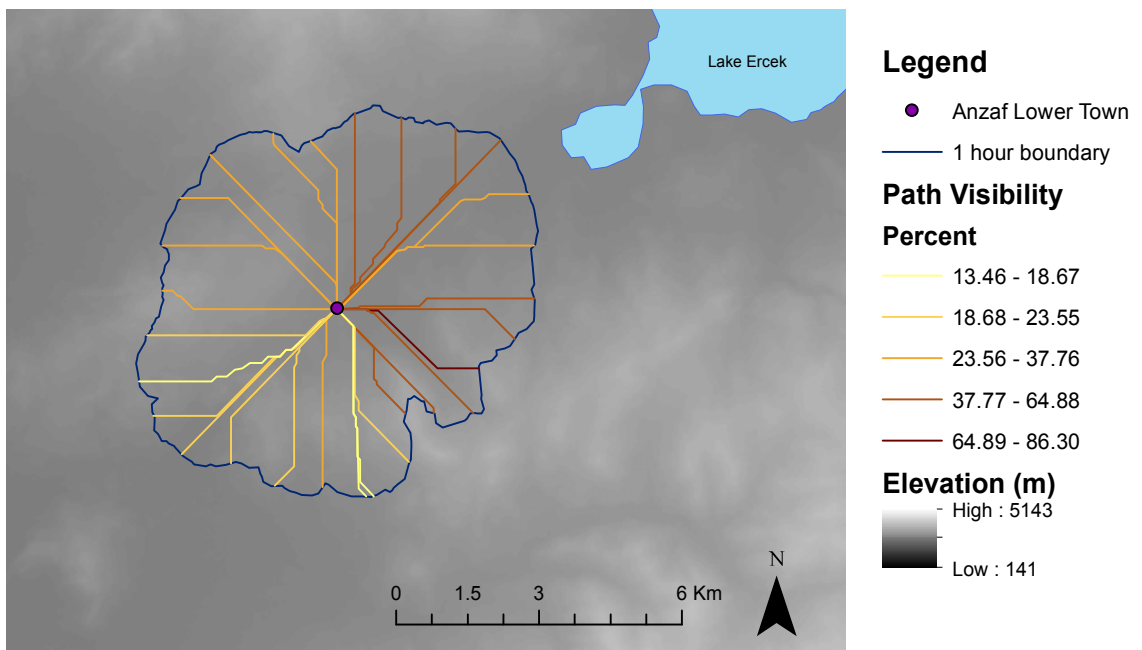 Lake Ercek
Legend
Anzaf Lower Town
1 hour boundary
Path Visibility
Percent
13.46 - 18.67
18.68 - 23.55
23.56 - 37.76
37.77 - 64.88
64.89 - 86.30
Elevation (m)
High : 5143
Low : 141
N
0 1.5 3 6 Km